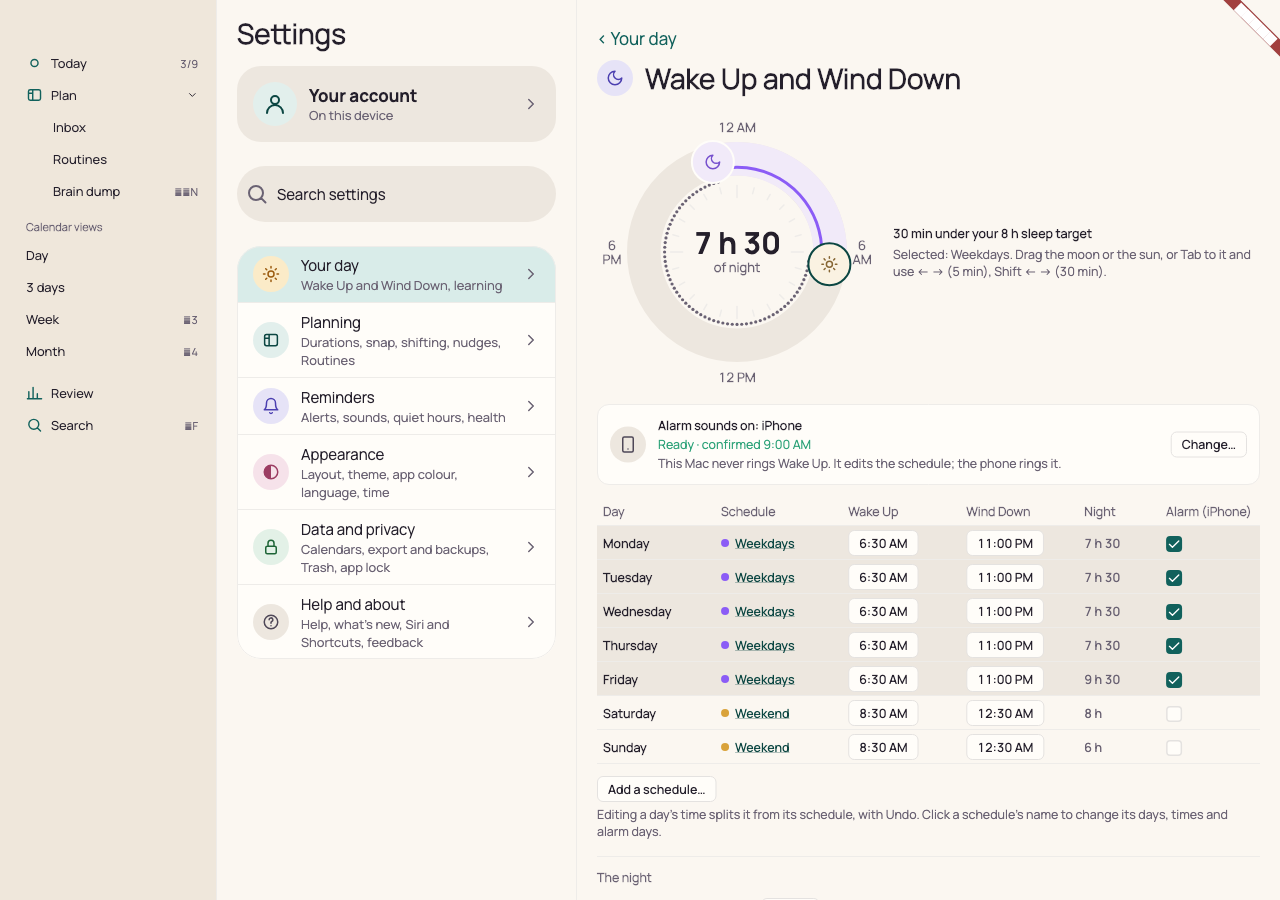 Today 3/9
Plan
Inbox
Routines
Brain dump N
Calendar views
Day
3 days
Week 3
Month 4
Review
Search F
Settings
Your account
On this device
Search settings
Your day
Wake Up and Wind Down, learning
Planning
Durations, snap, shifting, nudges,
Routines
Reminders
Alerts, sounds, quiet hours, health
Appearance
Layout, theme, app colour,
language, time
Data and privacy
Calendars, export and backups,
Trash, app lock
Help and about
Help, what's new, Siri and
Shortcuts, feedback
‹ Your day
Wake Up and Wind Down
12 AM
6 PM
7 h 30
of night
6 AM
12 PM
30 min under your 8 h sleep target
Selected: Weekdays. Drag the moon or the sun, or Tab to it and
use ← → (5 min), Shift ← → (30 min).
Alarm sounds on: iPhone
Ready · confirmed 9:00 AM
This Mac never rings Wake Up. It edits the schedule; the phone rings it.
Change…
Day Schedule Wake Up Wind Down Night Alarm (iPhone)
Monday Weekdays 6:30 AM 11:00 PM 7 h 30
Tuesday Weekdays 6:30 AM 11:00 PM 7 h 30
Wednesday Weekdays 6:30 AM 11:00 PM 7 h 30
Thursday Weekdays 6:30 AM 11:00 PM 7 h 30
Friday Weekdays 6:30 AM 11:00 PM 9 h 30
Saturday Weekend 8:30 AM 12:30 AM 8 h
Sunday Weekend 8:30 AM 12:30 AM 6 h
Add a schedule…
Editing a day's time splits it from its schedule, with Undo. Click a schedule's name to change its days, times and
alarm days.
The night